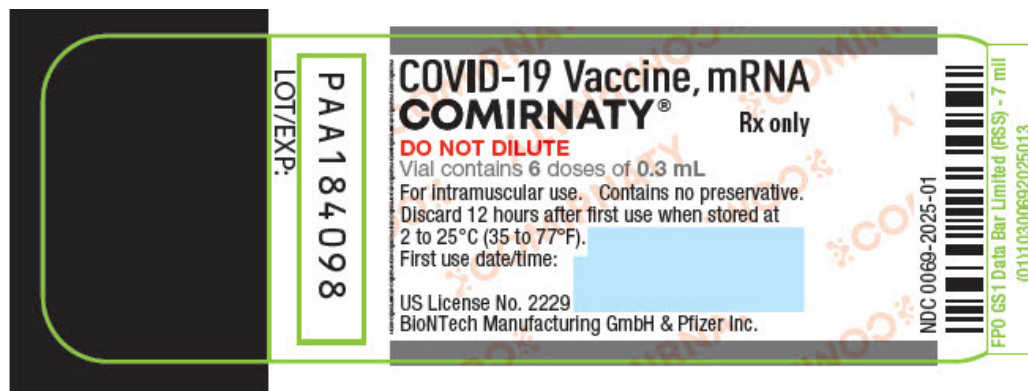 LOT/EXP:
PAA184098
COVID-19 Vaccine, mRNA
COMIRNATY®
Rx only
DO NOT DILUTE
Vial contains 6 doses of 0.3 mL
For intramuscular use. Contains no preservative.
Discard 12 hours after first use when stored at
2 to 25°C (35 to 77°F).
First use date/time:
US License No. 2229
BioNTech Manufacturing GmbH & Pfizer Inc.
NDC 0069-2025-01
FPO GS1 Data Bar Limited (RSS) - 7 mil
(01)10300692025013